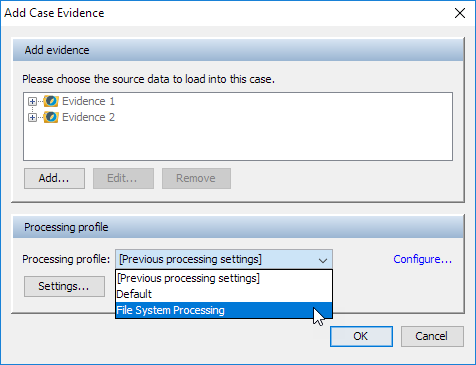 Add Case Evidence
Add evidence
Please choose the source data to load into this case.
Evidence 1
Evidence 2
Add...
Edit...
Remove
Processing profile
Processing profile:
[Previous processing settings]
Configure...
Settings...
[Previous processing settings]
Default
File System Processing
OK
Cancel